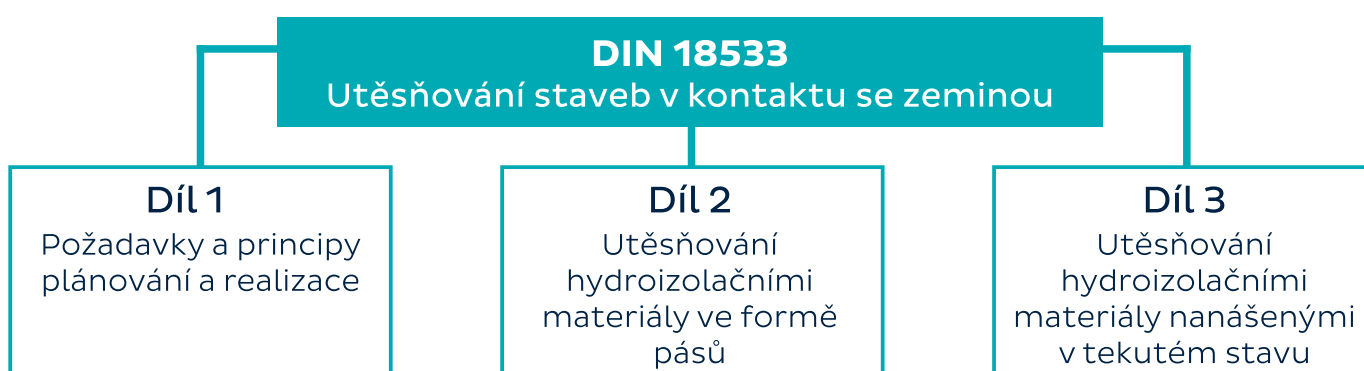 DIN 18533
Utěsňování staveb v kontaktu se zeminou
Díl 1
Požadavky a principy
plánování a realizace
Díl 2
Utěsňování
hydroizolačními
materiály ve formě
pásů
Díl 3
Utěsňování
hydroizolačními
materiály nanášenými
v tekutém stavu